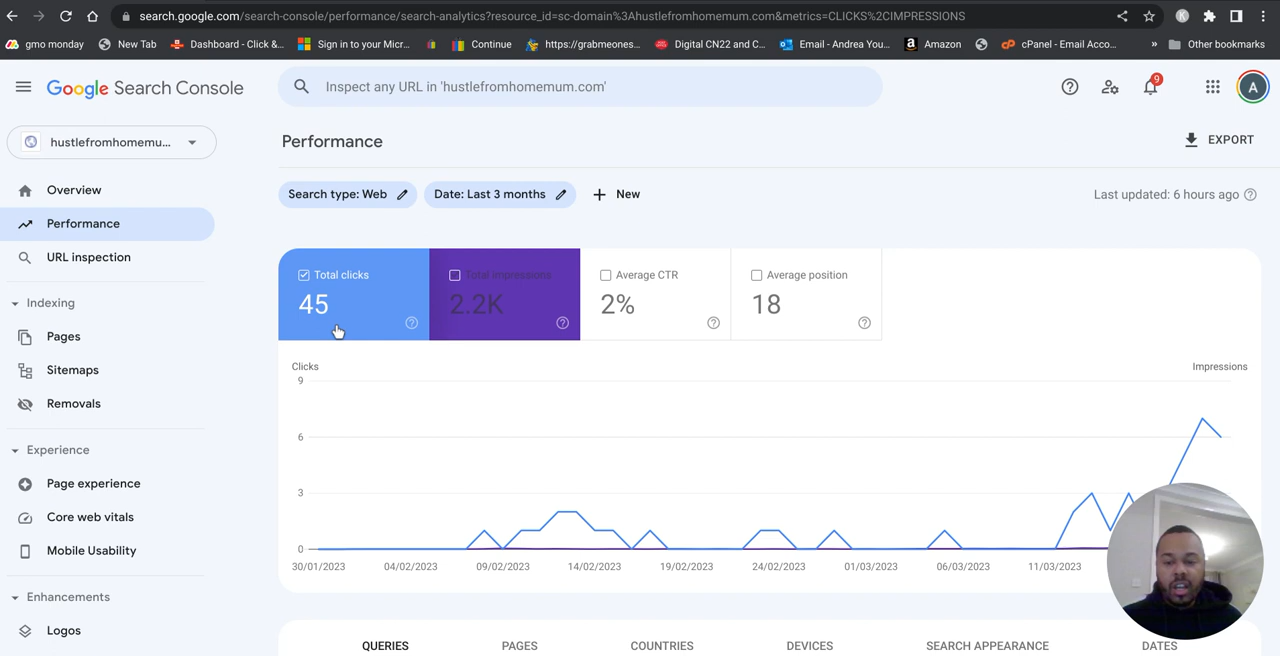 search.google.com/search-console/performance/search-analytics?resource_id=sc-domain%3Ahustlefromhomemum.com&metrics=CLICKS%2CIMPRESSIONS
gmo monday New Tab Dashboard - Click &... Sign in to your Micr... Continue https://grabmeones... Digital CN22 and C... Email - Andrea You... Amazon cPanel - Email Acco... » Other bookmarks
Google Search Console
Inspect any URL in 'hustlefromhomemum.com'
9
A
hustlefromhomemu...
Performance
EXPORT
Overview
Performance
URL inspection
Indexing
Pages
Sitemaps
Removals
Experience
Page experience
Core web vitals
Mobile Usability
Enhancements
Logos
Search type: Web
Date: Last 3 months
New
Last updated: 6 hours ago
Total clicks
45
Total impressions
2.2K
Average CTR
2%
Average position
18
Clicks
Impressions
9
6
3
0
30/01/2023 04/02/2023 09/02/2023 14/02/2023 19/02/2023 24/02/2023 01/03/2023 06/03/2023 11/03/2023
QUERIES PAGES COUNTRIES DEVICES SEARCH APPEARANCE DATES